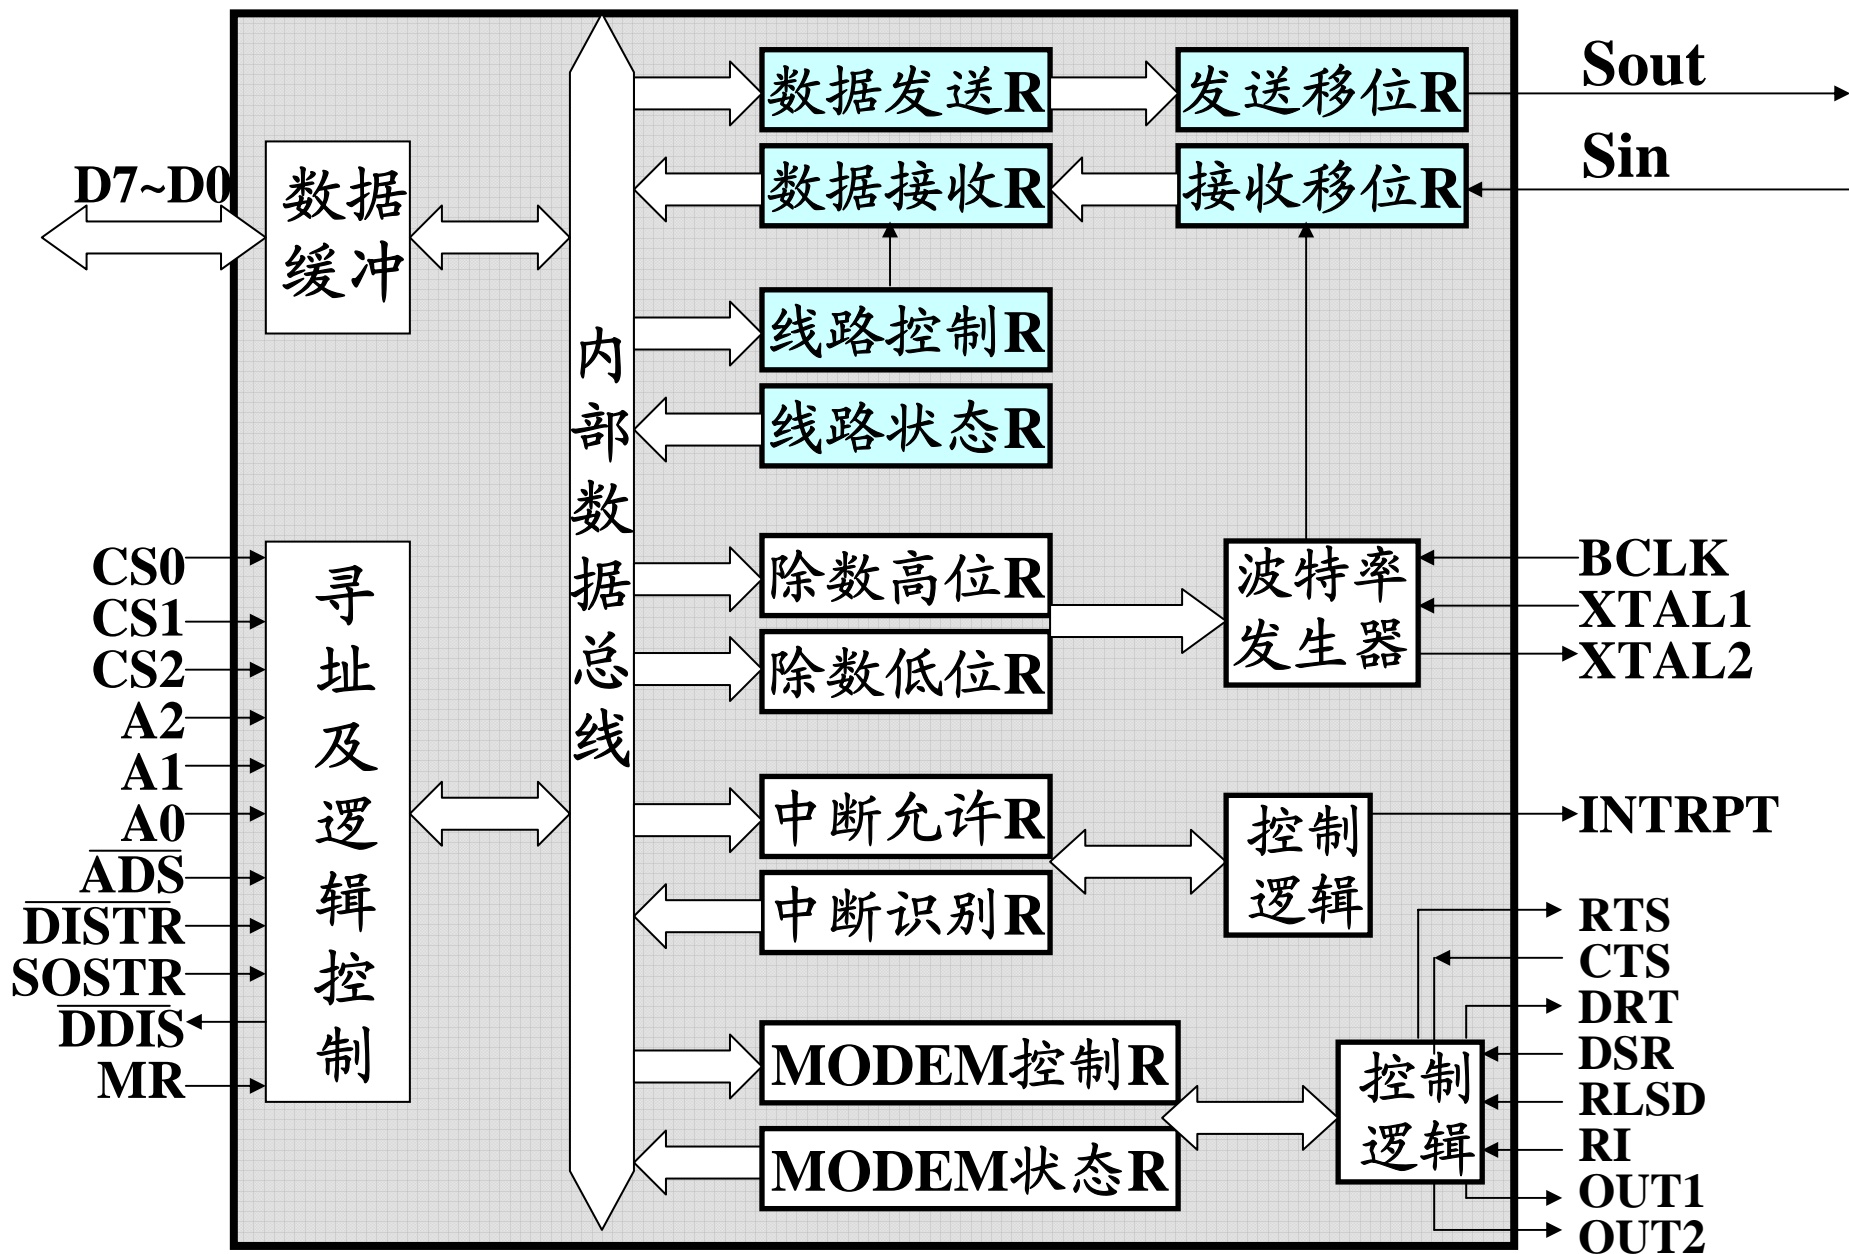 D7~D0
数据
缓冲
CS0
CS1
CS2
A2
A1
A0
ADS
DISTR
SOSTR
DDIS
MR
寻址及逻辑控制
内部数据总线
数据发送R
发送移位R
Sout
数据接收R
接收移位R
Sin
线路控制R
线路状态R
除数高位R
除数低位R
波特率
发生器
BCLK
XTAL1
XTAL2
中断允许R
中断识别R
控制
逻辑
INTRPT
MODEM控制R
MODEM状态R
控制
逻辑
RTS
CTS
DRT
DSR
RLSD
RI
OUT1
OUT2